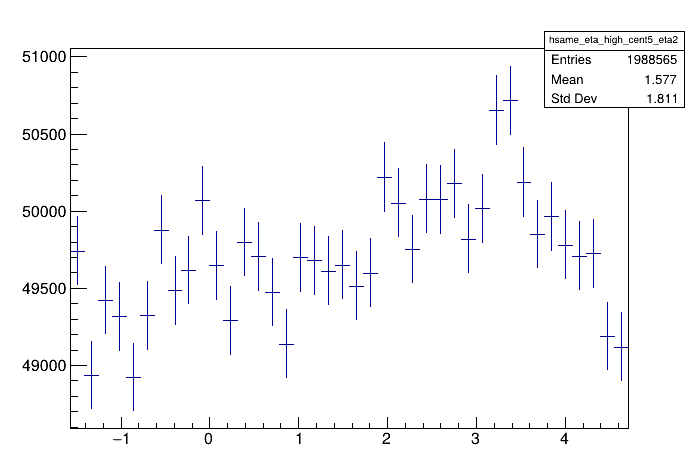 hsame_eta_high_cent5_eta2
Entries 1988565
Mean 1.577
Std Dev 1.811
51000
50500
50000
49500
49000
−1 0 1 2 3 4